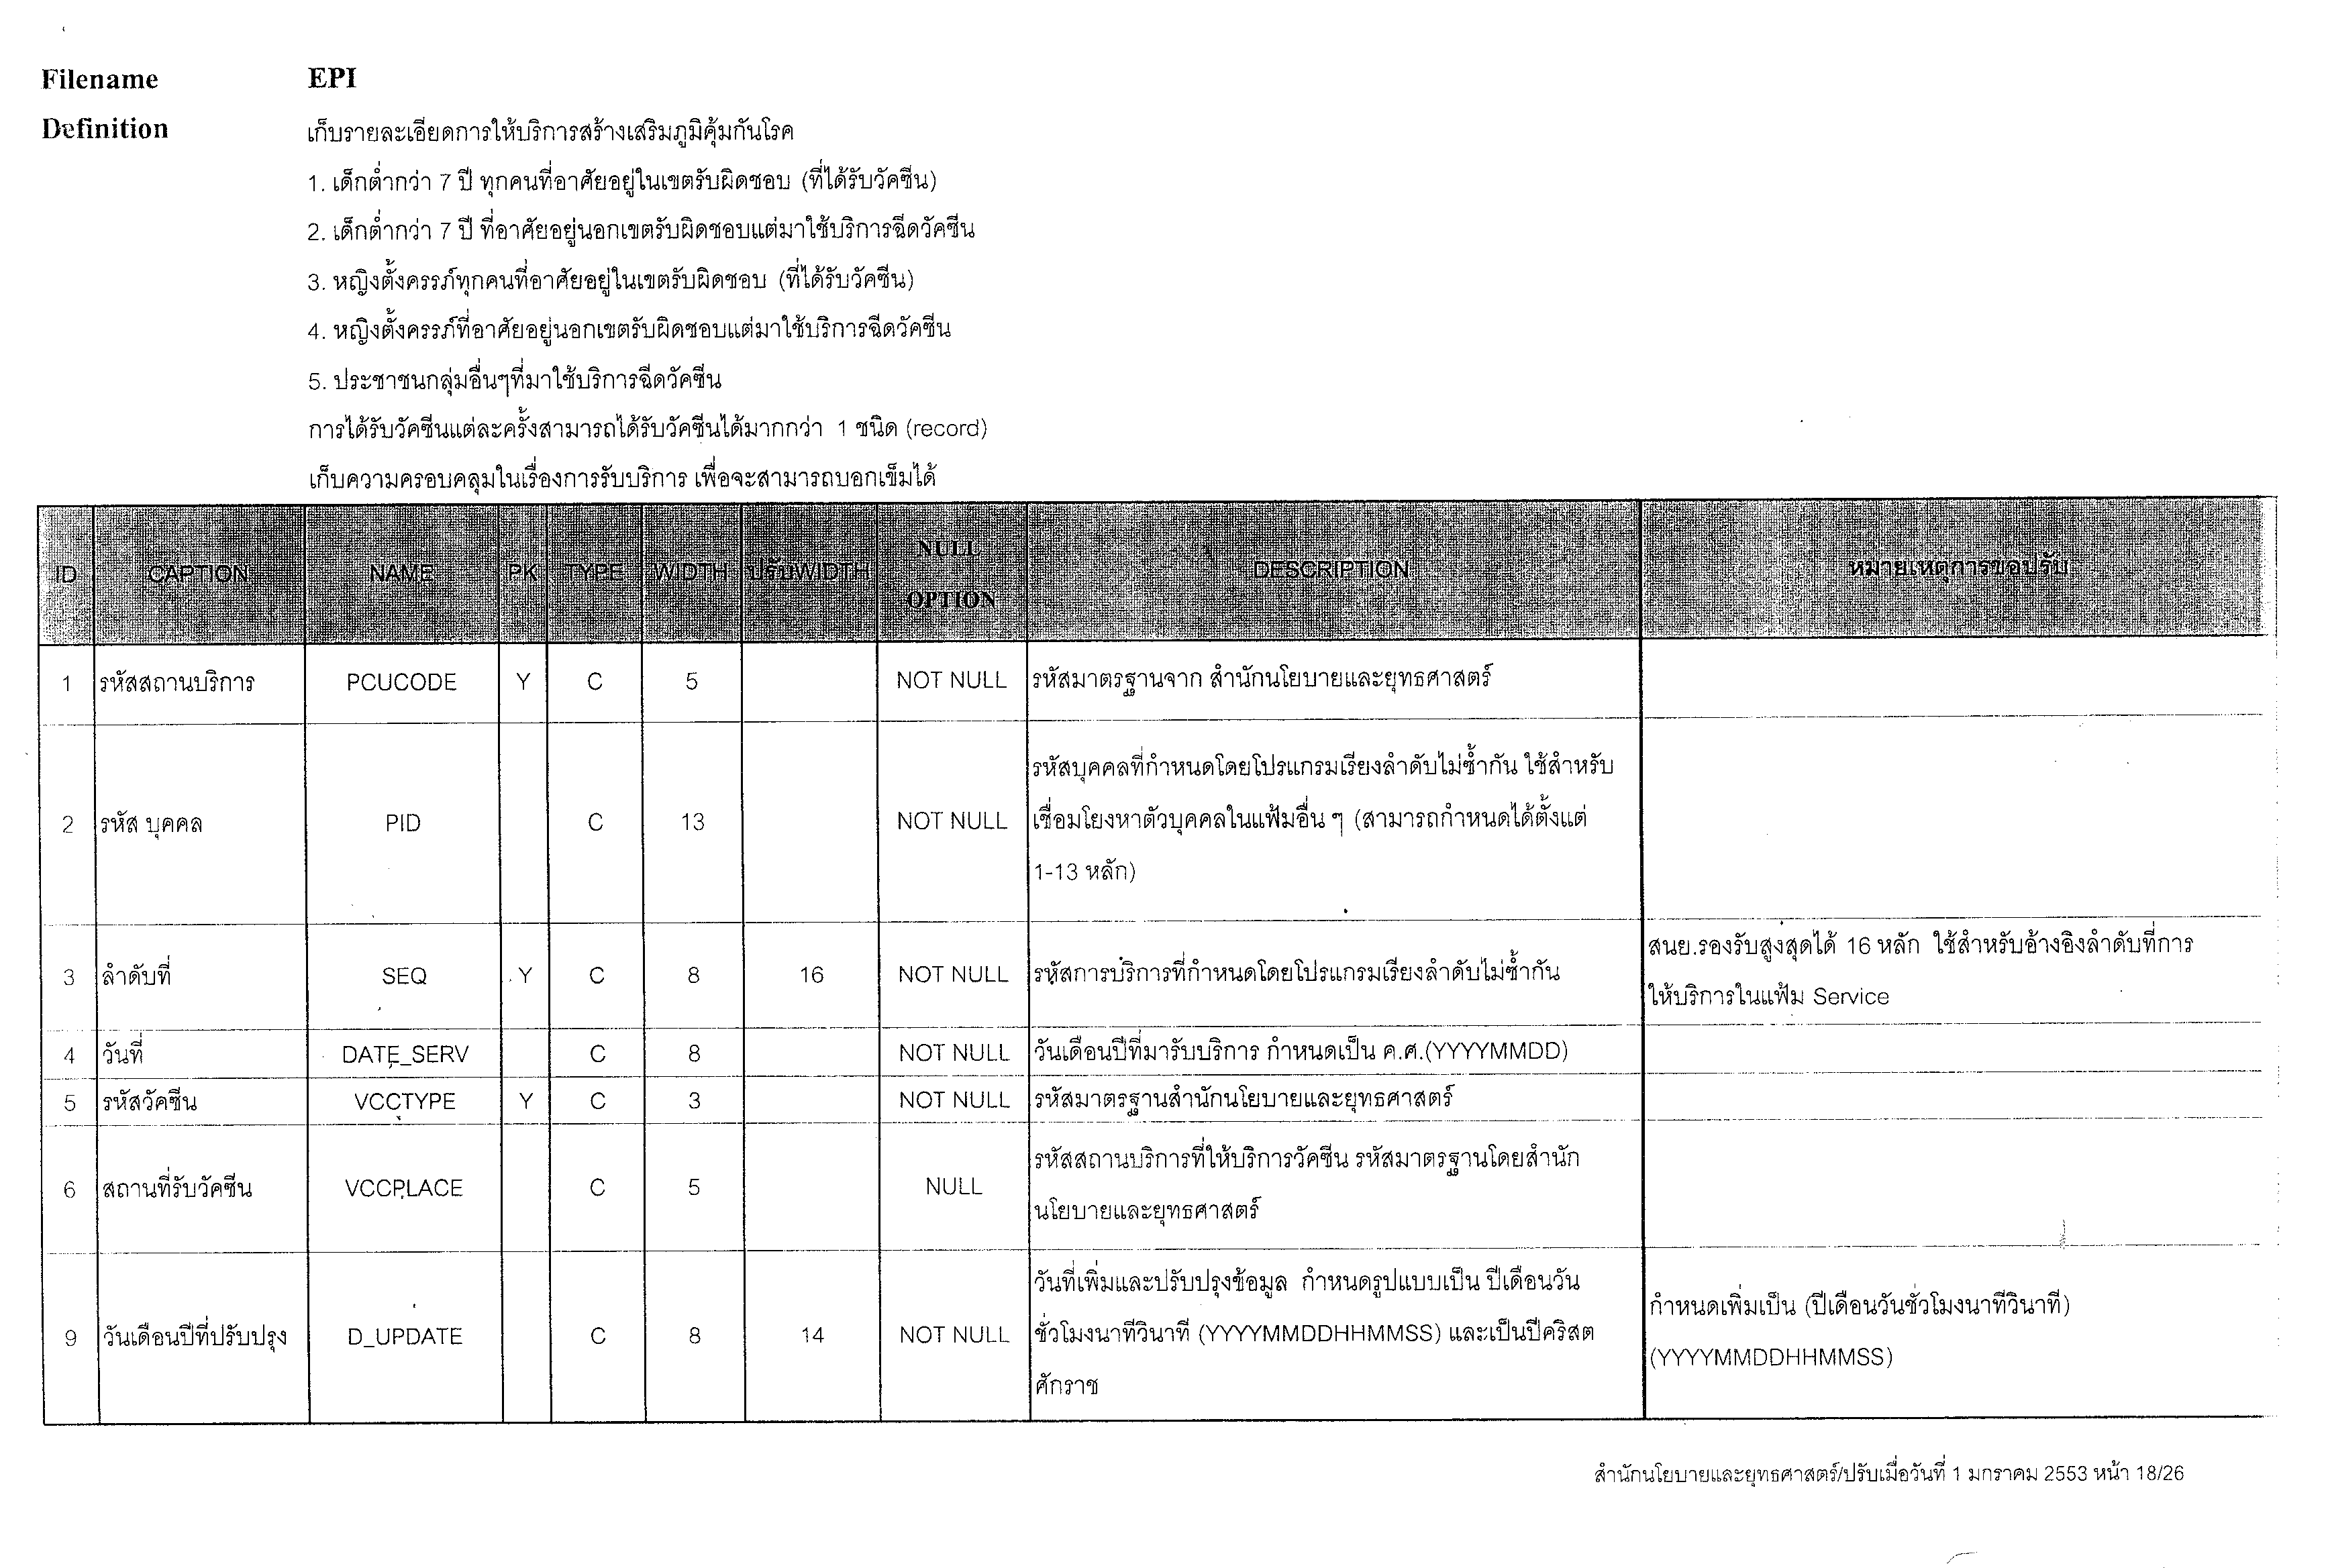 Filename EPI
Definition เก็บรายละเอียดการให้บริการสร้างเสริมภูมิคุ้มกันโรค
1. เด็กต่ำกว่า 7 ปี ทุกคนที่อาศัยอยู่ในเขตรับผิดชอบ (ที่ได้รับวัคซีน)
2. เด็กต่ำกว่า 7 ปี ที่อาศัยอยู่นอกเขตรับผิดชอบแต่มาใช้บริการฉีดวัคซีน
3. หญิงตั้งครรภ์ทุกคนที่อาศัยอยู่ในเขตรับผิดชอบ (ที่ได้รับวัคซีน)
4. หญิงตั้งครรภ์ที่อาศัยอยู่นอกเขตรับผิดชอบแต่มาใช้บริการฉีดวัคซีน
5. ประชาชนกลุ่มอื่นๆที่มาใช้บริการฉีดวัคซีน
การได้รับวัคซีนแต่ละครั้งสามารถได้รับวัคซีนได้มากกว่า 1 ชนิด (record)
เก็บความครอบคลุมในเรื่องการรับบริการ เพื่อจะสามารถบอกเข็มได้
ID CAPTION NAME PK TYPE WIDTH ปรับWIDTH NULL OPTION DESCRIPTION หมายเหตุการขอปรับ
1 รหัสสถานบริการ PCUCODE Y C 5 NOT NULL รหัสมาตรฐานจาก สำนักนโยบายและยุทธศาสตร์
2 รหัส บุคคล PID C 13 NOT NULL รหัสบุคคลที่กำหนดโดยโปรแกรมเรียงลำดับไม่ซ้ำกัน ใช้สำหรับ
เชื่อมโยงหาตัวบุคคลในแฟ้มอื่น ๆ (สามารถกำหนดได้ตั้งแต่
1-13 หลัก)
3 ลำดับที่ SEQ Y C 8 16 NOT NULL รหัสการบริการที่กำหนดโดยโปรแกรมเรียงลำดับไม่ซ้ำกัน สนย.รองรับสูงสุดได้ 16 หลัก ใช้สำหรับอ้างอิงลำดับที่การ
ให้บริการในแฟ้ม Service
4 วันที่ DATE_SERV C 8 NOT NULL วันเดือนปีที่มารับบริการ กำหนดเป็น ค.ศ.(YYYYMMDD)
5 รหัสวัคซีน VCCTYPE Y C 3 NOT NULL รหัสมาตรฐานสำนักนโยบายและยุทธศาสตร์
6 สถานที่รับวัคซีน VCCPLACE C 5 NULL รหัสสถานบริการที่ให้บริการวัคซีน รหัสมาตรฐานโดยสำนัก
นโยบายและยุทธศาสตร์
9 วันเดือนปีที่ปรับปรุง D_UPDATE C 8 14 NOT NULL วันที่เพิ่มและปรับปรุงข้อมูล กำหนดรูปแบบเป็น ปีเดือนวัน
ชั่วโมงนาทีวินาที (YYYYMMDDHHMMSS) และเป็นปีคริสต
ศักราช
กำหนดเพิ่มเป็น (ปีเดือนวันชั่วโมงนาทีวินาที)
(YYYYMMDDHHMMSS)
สำนักนโยบายและยุทธศาสตร์/ปรับเมื่อวันที่ 1 มกราคม 2553 หน้า 18/26